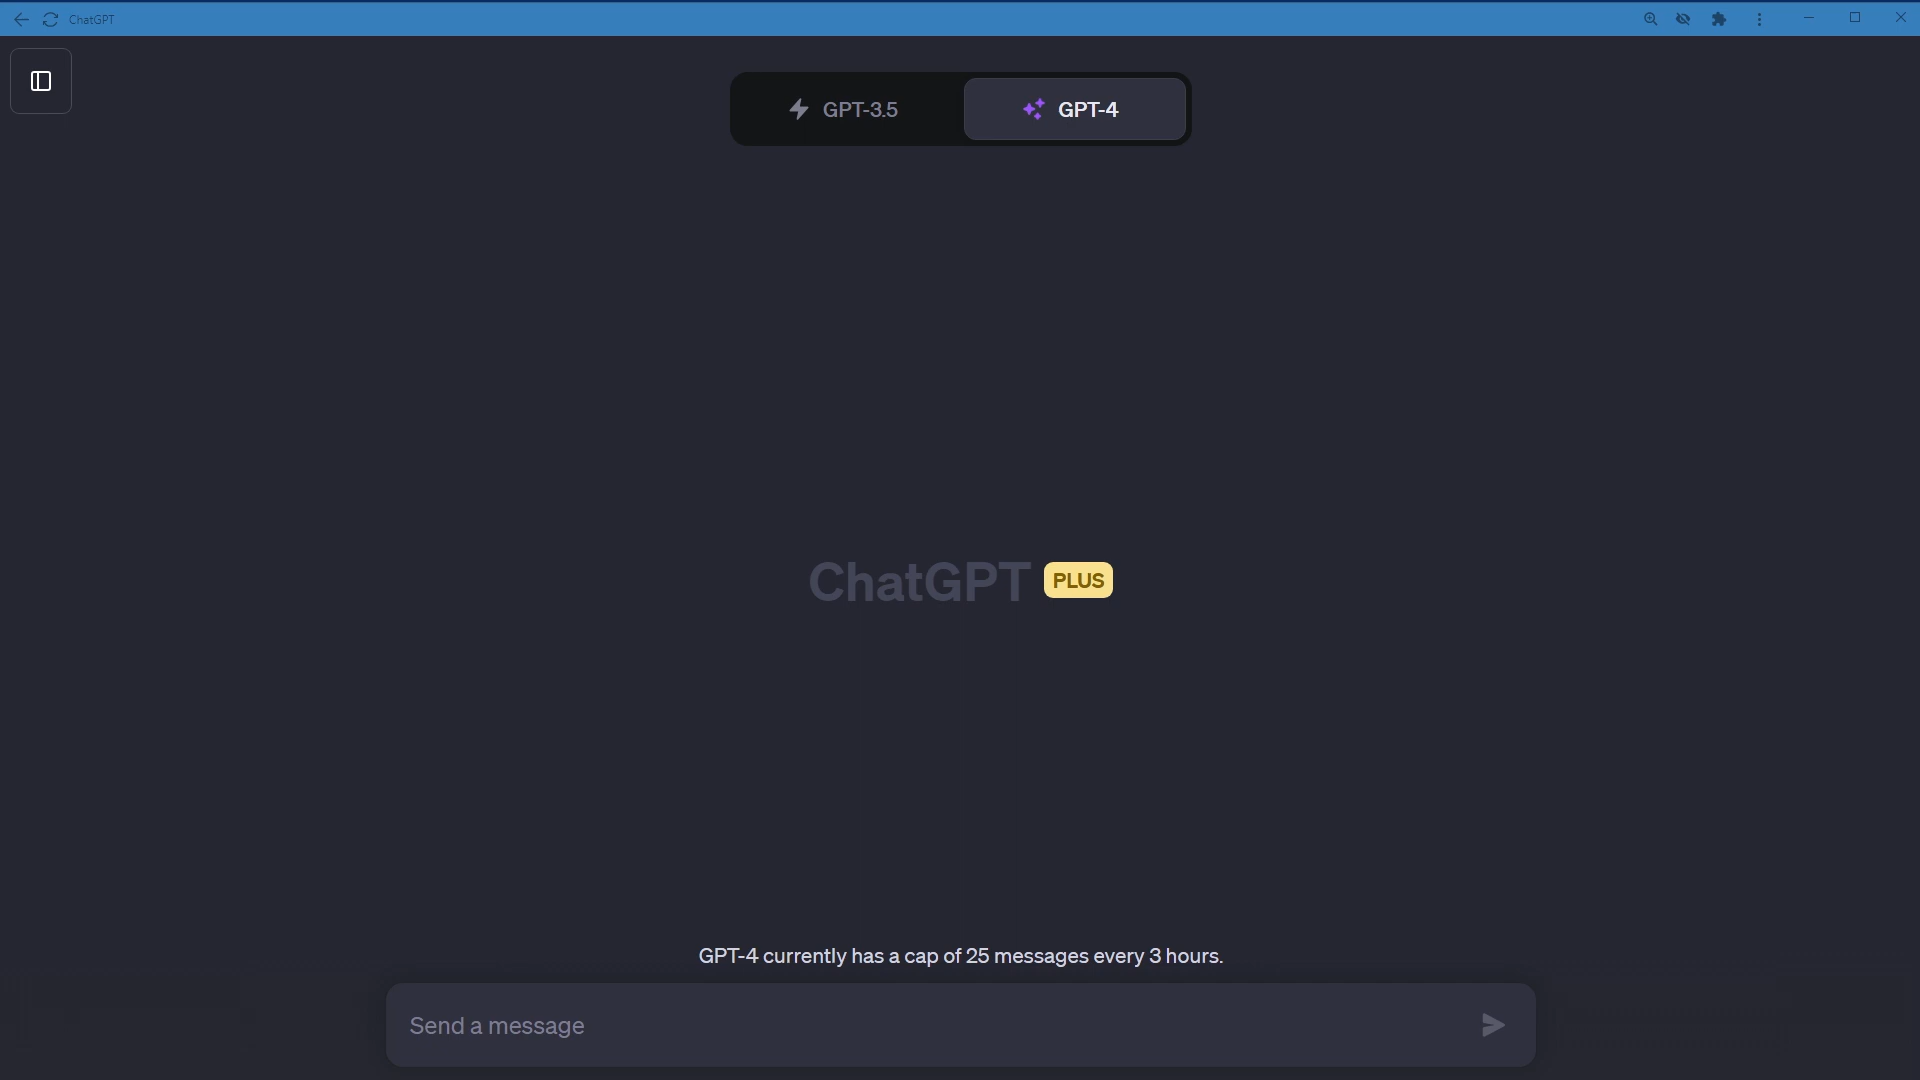 ChatGPT
GPT-3.5
GPT-4
ChatGPT PLUS
GPT-4 currently has a cap of 25 messages every 3 hours.
Send a message